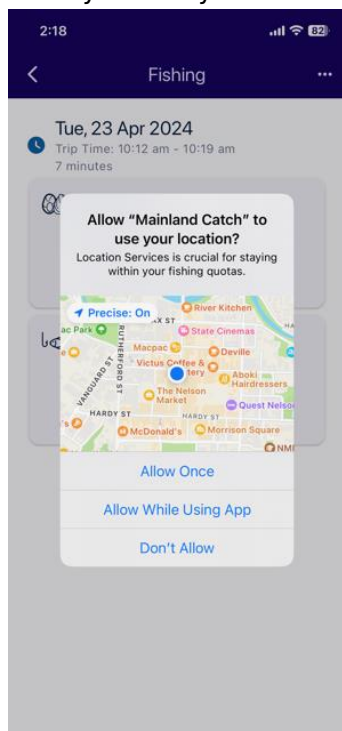 2:18
82
Fishing
Tue, 23 Apr 2024
Trip Time: 10:12 am - 10:19 am
7 minutes
Allow “Mainland Catch” to
use your location?
Location Services is crucial for staying
within your fishing quotas.
Precise: On
River Kitchen
State Cinemas
Macpac
Deville
RUTHERFORD ST
VANGUARD ST
Victus Coffee &
Aboki
Hairdressers
The Nelson
Market
Quest Nelso
HARDY ST
HARDY ST
McDonald's
Morrison Square
NMI
Allow Once
Allow While Using App
Don't Allow